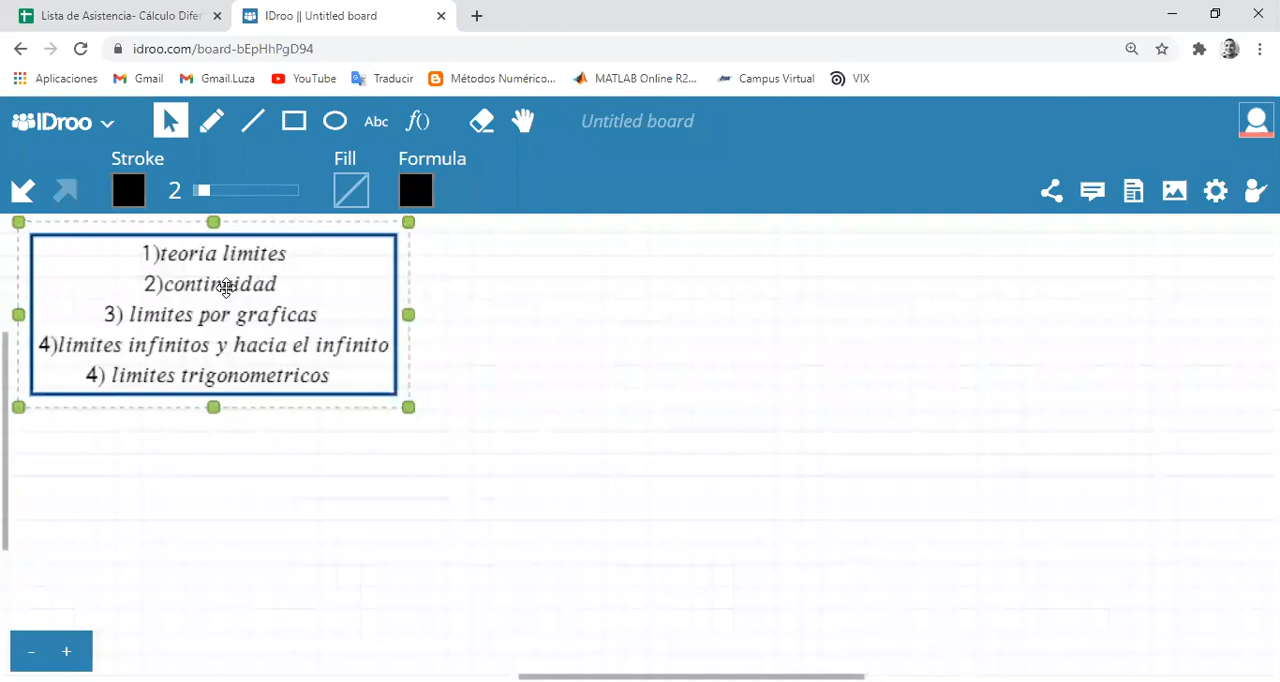 Lista de Asistencia- Cálculo Difer
IDroo || Untitled board
idroo.com/board-bEpHhPgD94
Aplicaciones
Gmail
Gmail.Luza
YouTube
Traducir
Métodos Numérico...
MATLAB Online R2...
Campus Virtual
VIX
IDroo
Abc
f()
Untitled board
Stroke
Fill
Formula
2
1)teoria limites
2)continuidad
3) limites por graficas
4)limites infinitos y hacia el infinito
4) limites trigonometricos
- +